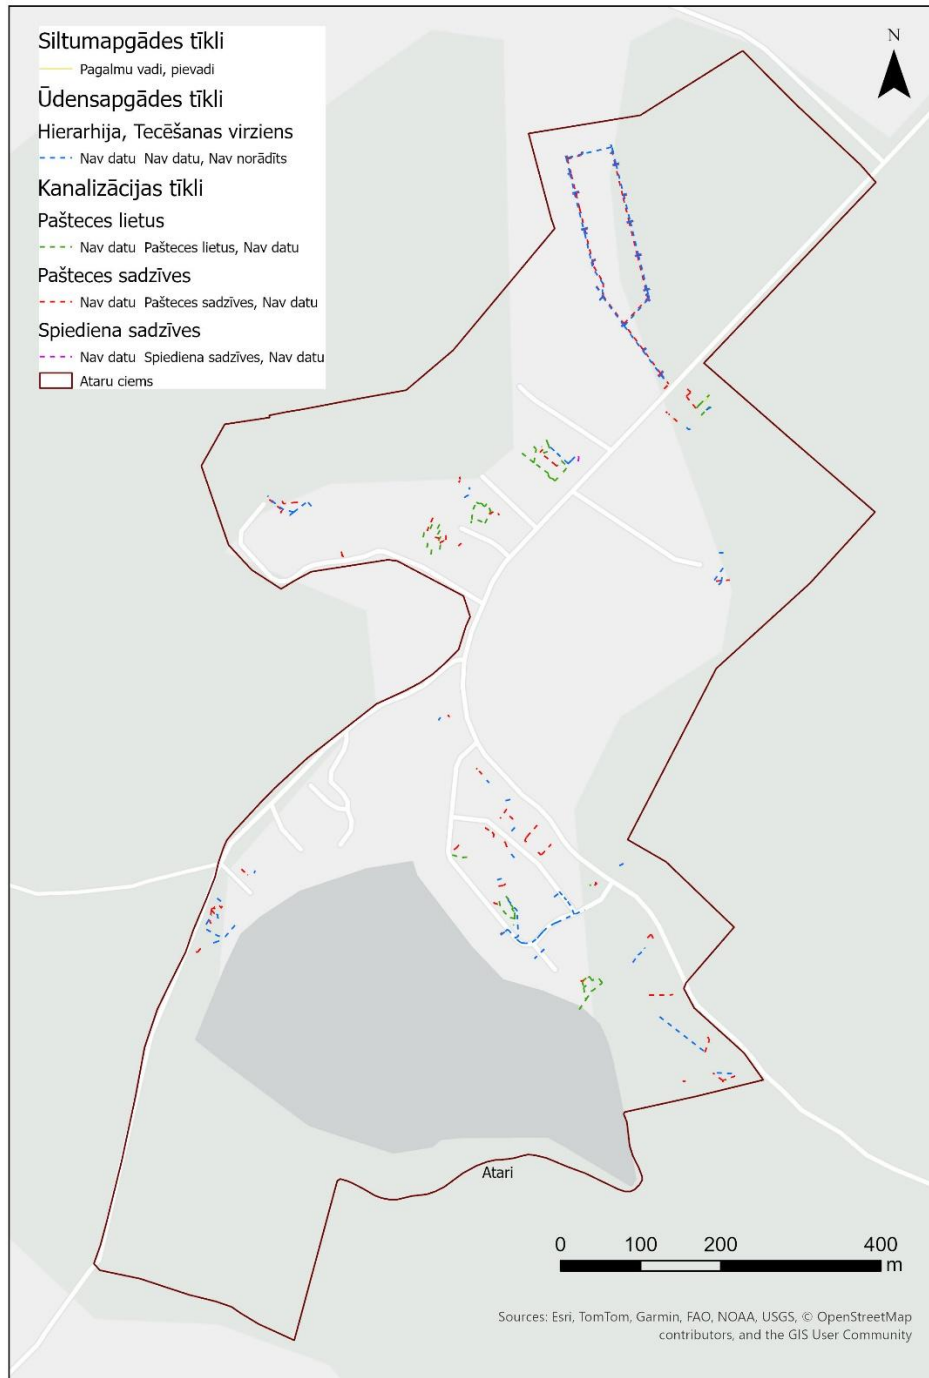 Siltumapgādes tīkli
Pagalmu vadi, pievadi
Ūdensapgādes tīkli
Hierarhija, Tecēšanas virziens
Nav datu Nav datu, Nav norādīts
Kanalizācijas tīkli
Pašteces lietus
Nav datu Pašteces lietus, Nav datu
Pašteces sadzīves
Nav datu Pašteces sadzīves, Nav datu
Spiediena sadzīves
Nav datu Spiediena sadzīves, Nav datu
Ataru ciems
N
Atari
0 100 200 400
m
Sources: Esri, TomTom, Garmin, FAO, NOAA, USGS, © OpenStreetMap
contributors, and the GIS User Community